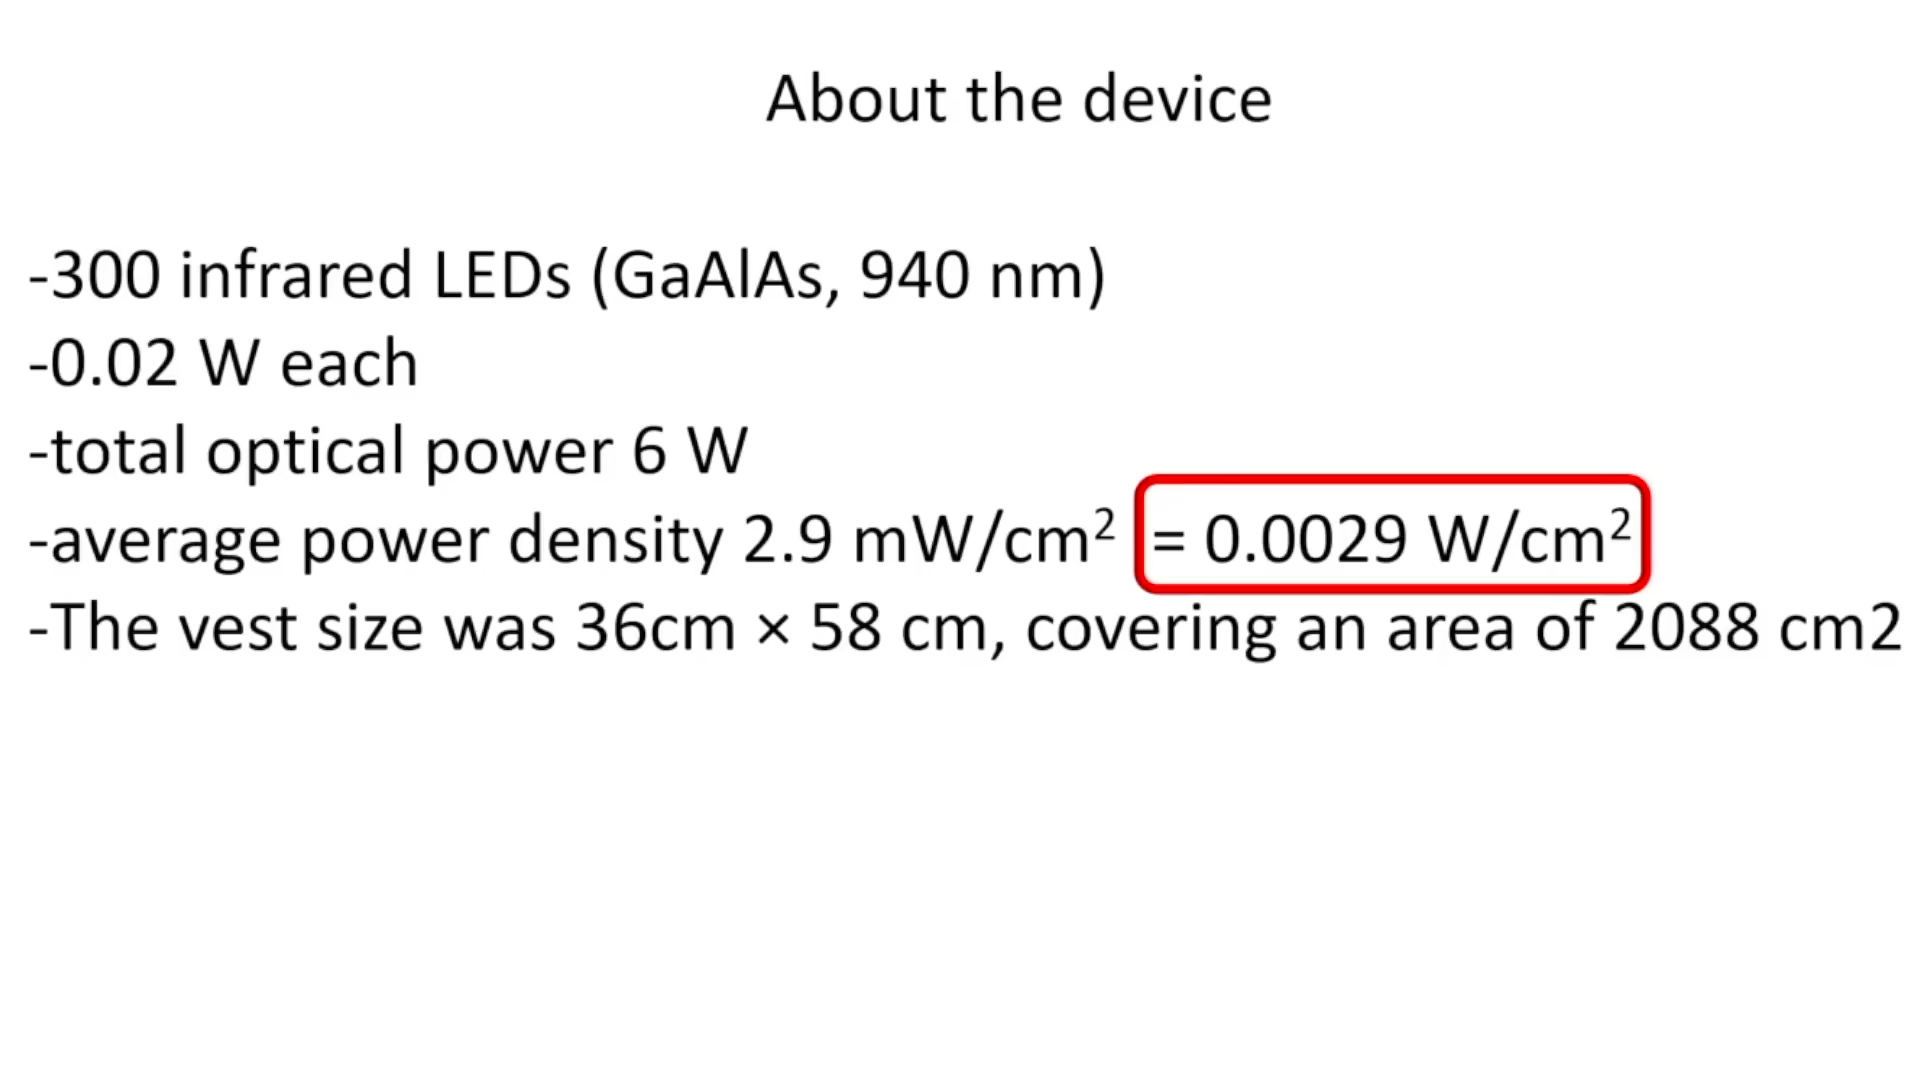 About the device
-300 infrared LEDs (GaAlAs, 940 nm)
-0.02 W each
-total optical power 6 W
-average power density 2.9 mW/cm² = 0.0029 W/cm²
-The vest size was 36cm × 58 cm, covering an area of 2088 cm2